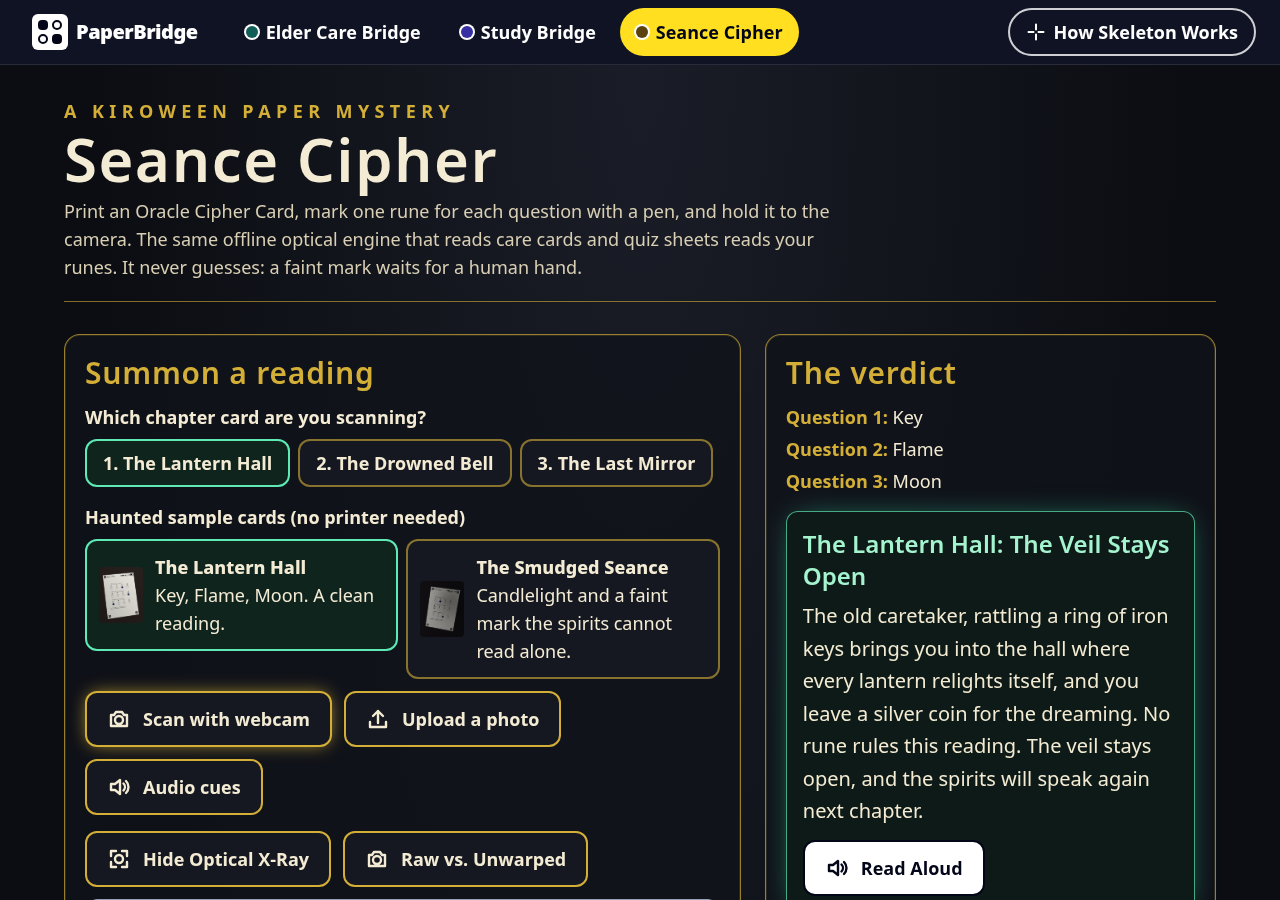 PaperBridge
Elder Care Bridge
Study Bridge
Seance Cipher
How Skeleton Works
A KIROWEEN PAPER MYSTERY
Seance Cipher
Print an Oracle Cipher Card, mark one rune for each question with a pen, and hold it to the
camera. The same offline optical engine that reads care cards and quiz sheets reads your
runes. It never guesses: a faint mark waits for a human hand.
Summon a reading
Which chapter card are you scanning?
1. The Lantern Hall
2. The Drowned Bell
3. The Last Mirror
Haunted sample cards (no printer needed)
The Lantern Hall
Key, Flame, Moon. A clean
reading.
The Smudged Seance
Candlelight and a faint
mark the spirits cannot
read alone.
Scan with webcam
Upload a photo
Audio cues
Hide Optical X-Ray
Raw vs. Unwarped
The verdict
Question 1: Key
Question 2: Flame
Question 3: Moon
The Lantern Hall: The Veil Stays
Open
The old caretaker, rattling a ring of iron
keys brings you into the hall where
every lantern relights itself, and you
leave a silver coin for the dreaming. No
rune rules this reading. The veil stays
open, and the spirits will speak again
next chapter.
Read Aloud